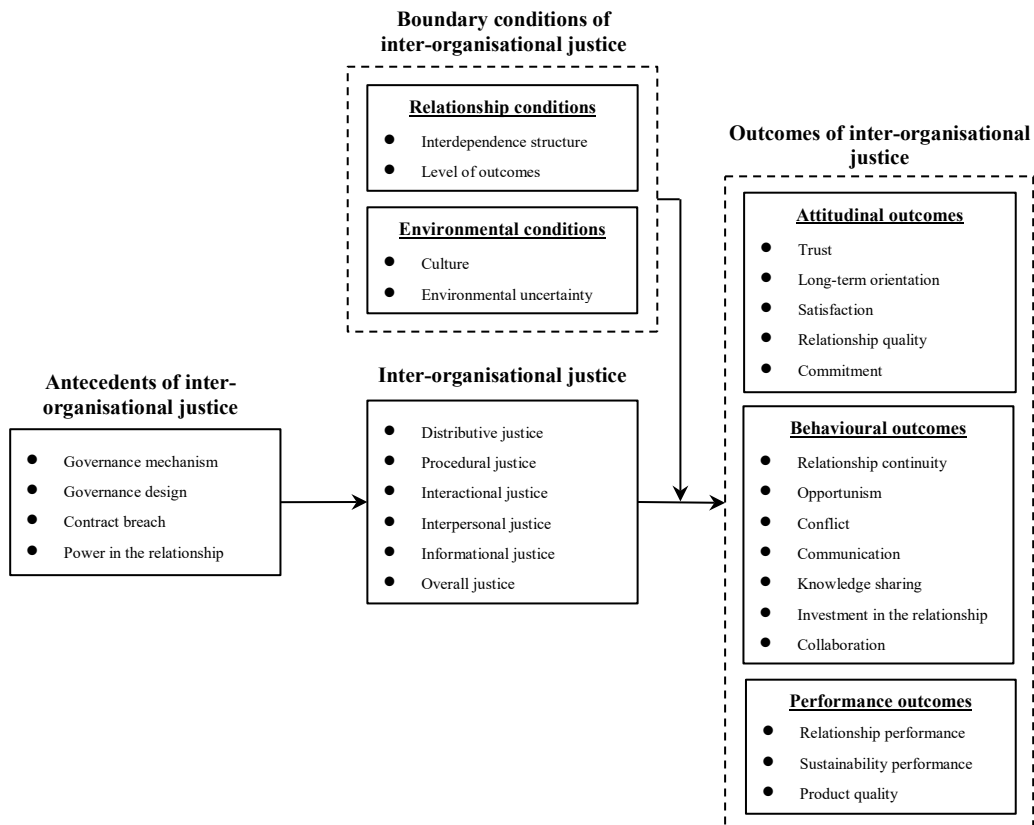 Boundary conditions of
inter-organisational justice
Relationship conditions
Interdependence structure
Level of outcomes
Environmental conditions
Culture
Environmental uncertainty
Antecedents of inter-
organisational justice
Governance mechanism
Governance design
Contract breach
Power in the relationship
Inter-organisational justice
Distributive justice
Procedural justice
Interactional justice
Interpersonal justice
Informational justice
Overall justice
Outcomes of inter-organisational
justice
Attitudinal outcomes
Trust
Long-term orientation
Satisfaction
Relationship quality
Commitment
Behavioural outcomes
Relationship continuity
Opportunism
Conflict
Communication
Knowledge sharing
Investment in the relationship
Collaboration
Performance outcomes
Relationship performance
Sustainability performance
Product quality